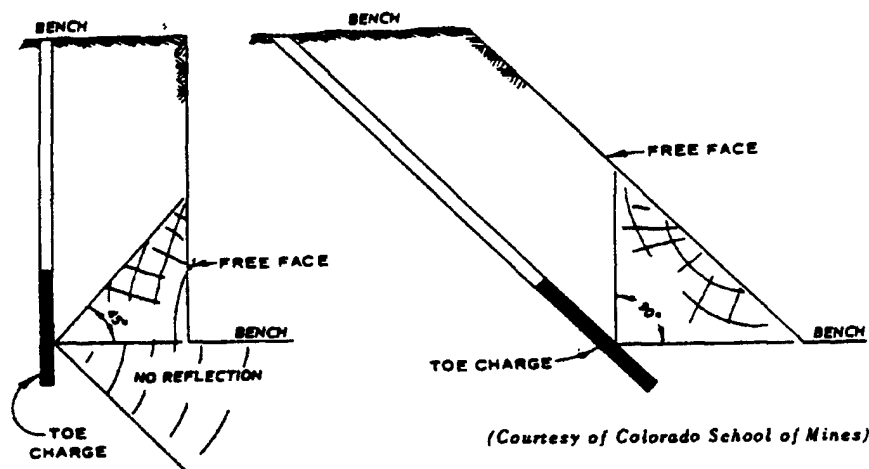 BENCH
FREE FACE
BENCH
NO REFLECTION
TOE
CHARGE
BENCH
FREE FACE
BENCH
TOE CHARGE
(Courtesy of Colorado School of Mines)